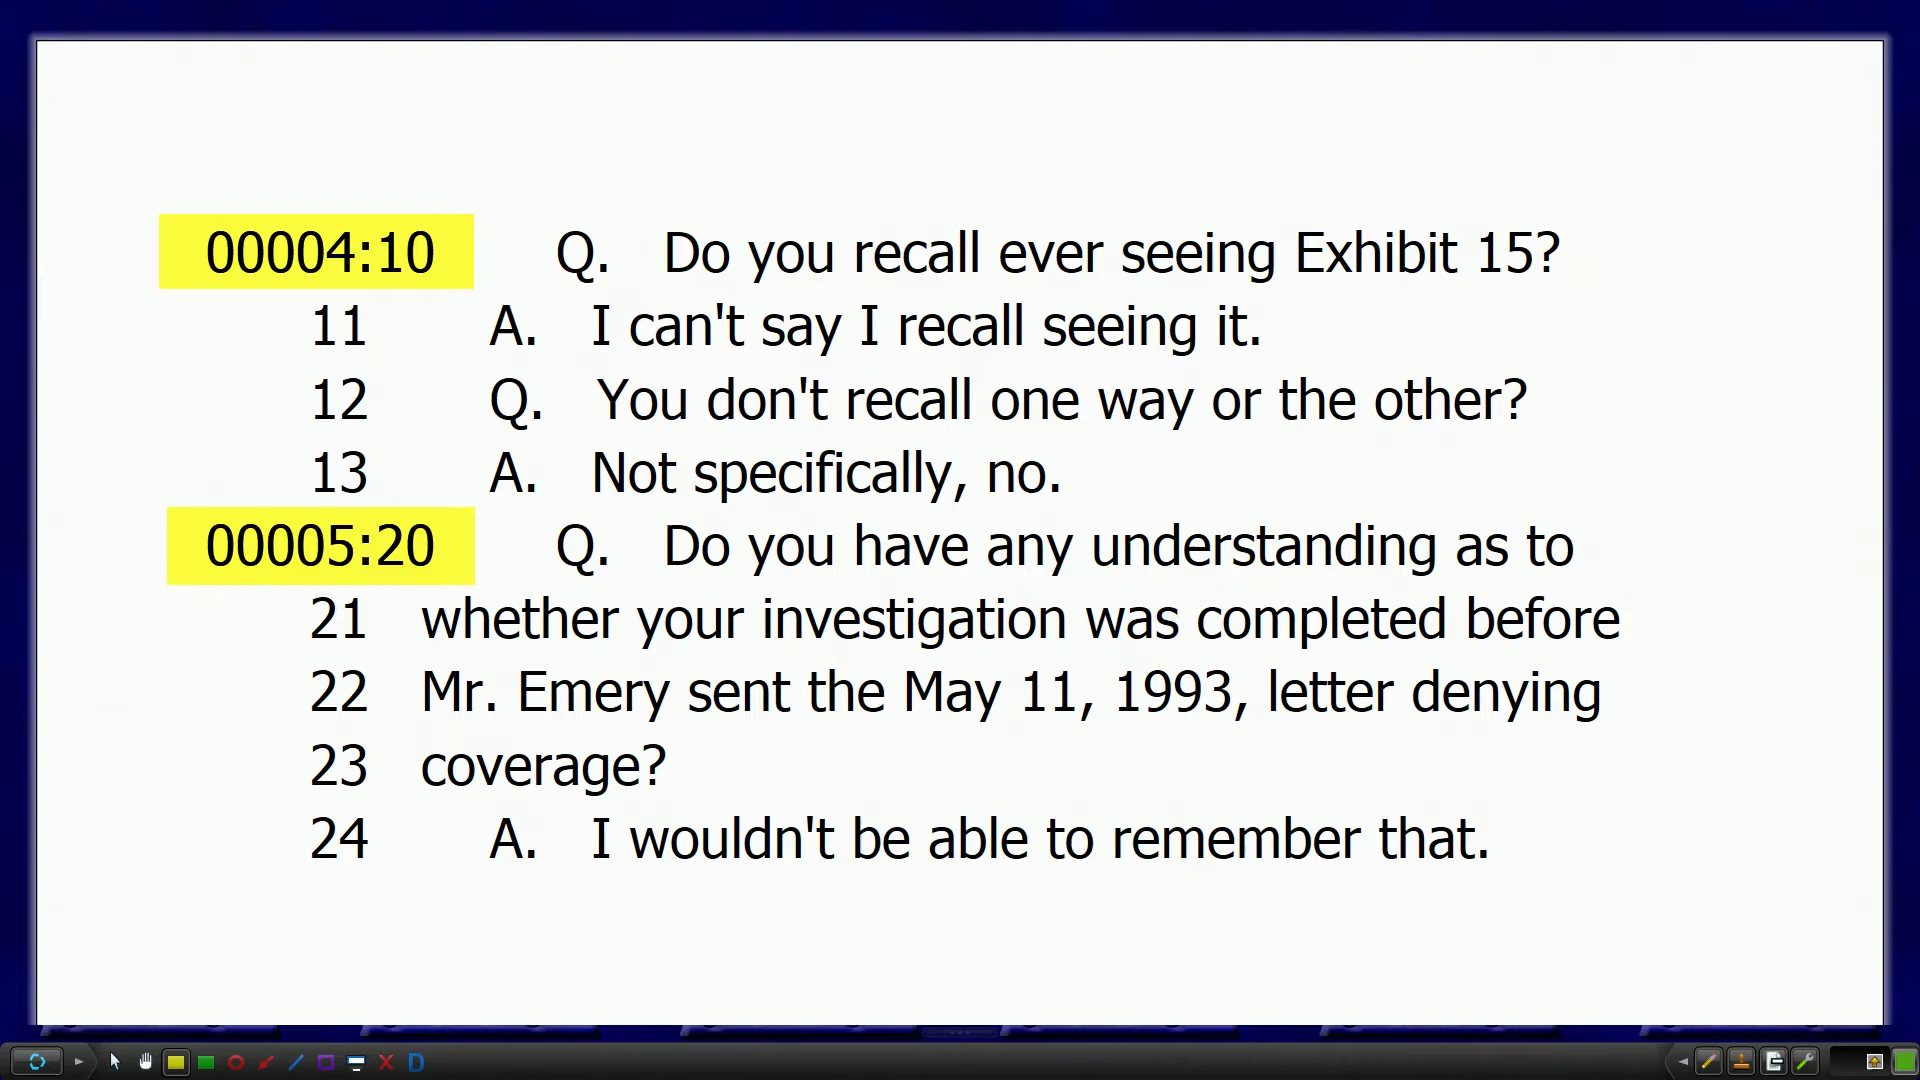 00004:10 Q. Do you recall ever seeing Exhibit 15?
11 A. I can't say I recall seeing it.
12 Q. You don't recall one way or the other?
13 A. Not specifically, no.
00005:20 Q. Do you have any understanding as to
21 whether your investigation was completed before
22 Mr. Emery sent the May 11, 1993, letter denying
23 coverage?
24 A. I wouldn't be able to remember that.
D